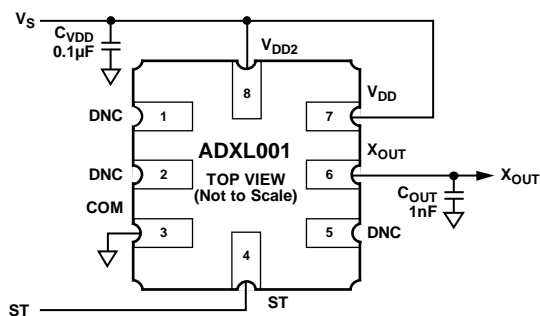 VS
CVDD
0.1µF
VDD2
8
VDD
DNC
1
7
ADXL001
XOUT
DNC
2
TOP VIEW
(Not to Scale)
6
XOUT
COUT
1nF
COM
3
4
5
DNC
ST
ST